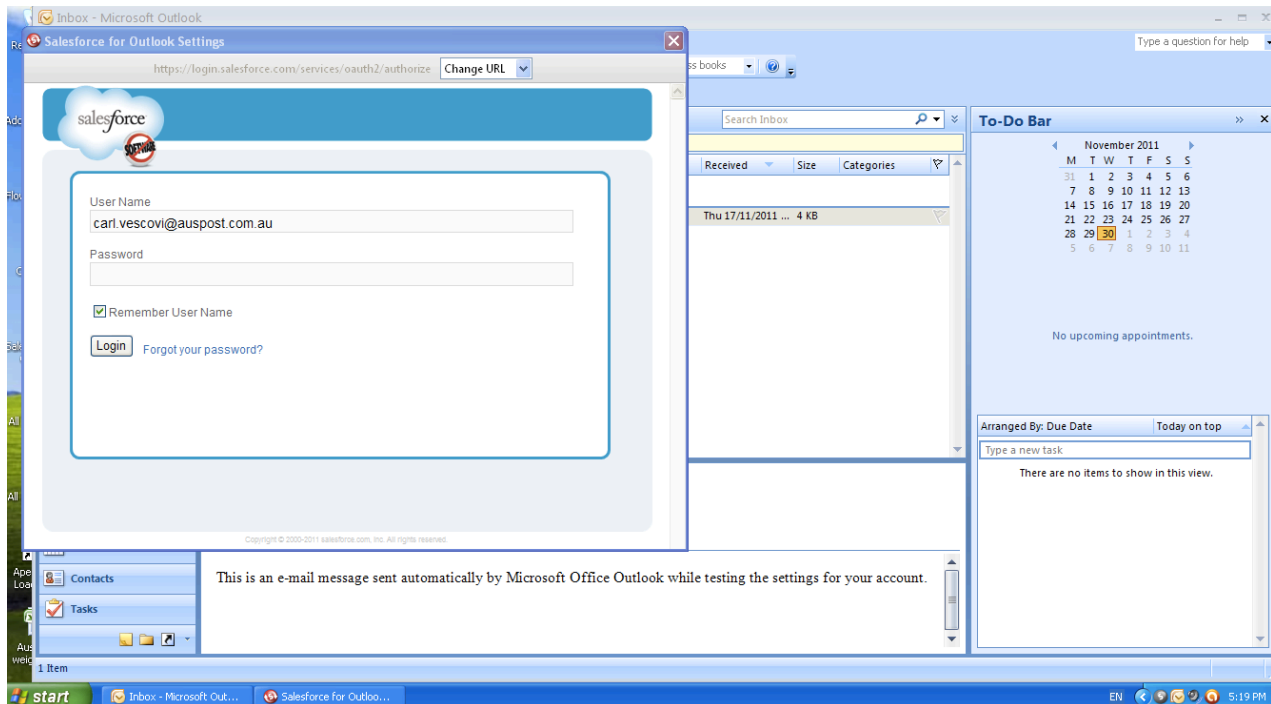 Inbox - Microsoft Outlook
Salesforce for Outlook Settings
https://login.salesforce.com/services/oauth2/authorize Change URL
salesforce
SOFTWARE
User Name
carl.vescovi@auspost.com.au
Password
Remember User Name
Login Forgot your password?
Copyright © 2000-2011 salesforce.com, inc. All rights reserved.
Type a question for help
ss books
Search Inbox
Received Size Categories
Thu 17/11/2011 ... 4 KB
To-Do Bar
November 2011
M T W T F S S
31 1 2 3 4 5 6
7 8 9 10 11 12 13
14 15 16 17 18 19 20
21 22 23 24 25 26 27
28 29 30 1 2 3 4
5 6 7 8 9 10 11
No upcoming appointments.
Arranged By: Due Date Today on top
Type a new task
There are no items to show in this view.
Contacts
Tasks
This is an e-mail message sent automatically by Microsoft Office Outlook while testing the settings for your account.
1 Item
start Inbox - Microsoft Out... Salesforce for Outloo... EN 5:19 PM